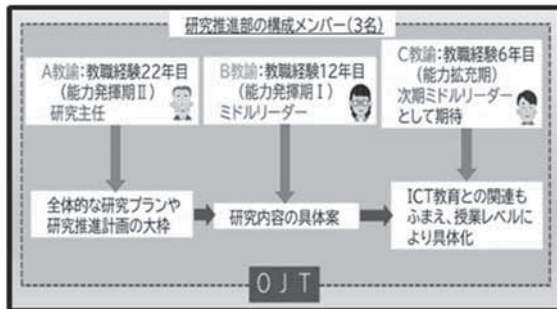 研究推進部の構成メンバー(3名)
A教諭:教職経験22年目
(能力発揮期Ⅱ)
研究主任
B教諭:教職経験12年目
(能力発揮期Ⅰ)
ミドルリーダー
C教諭:教職経験6年目
(能力拡充期)
次期ミドルリーダー
として期待
全体的な研究プランや
研究推進計画の大枠
研究内容の具体案
ICT教育との関連も
ふまえ、授業レベルに
より具体化
OJT